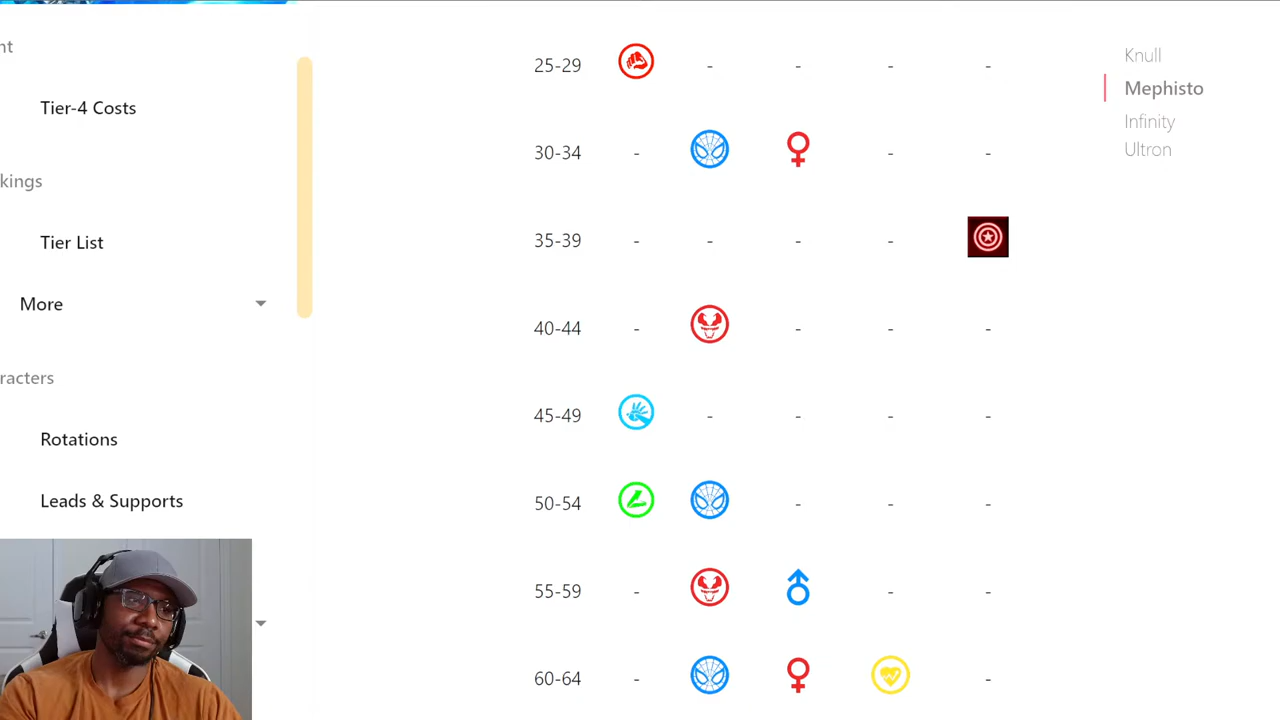 nt
Tier-4 Costs
kings
Tier List
More
racters
Rotations
Leads & Supports
25-29 - - - -
30-34 - - -
35-39 - - - -
40-44 - - - -
45-49 - - - -
50-54 - - -
55-59 - - -
60-64 - -
Knull
Mephisto
Infinity
Ultron